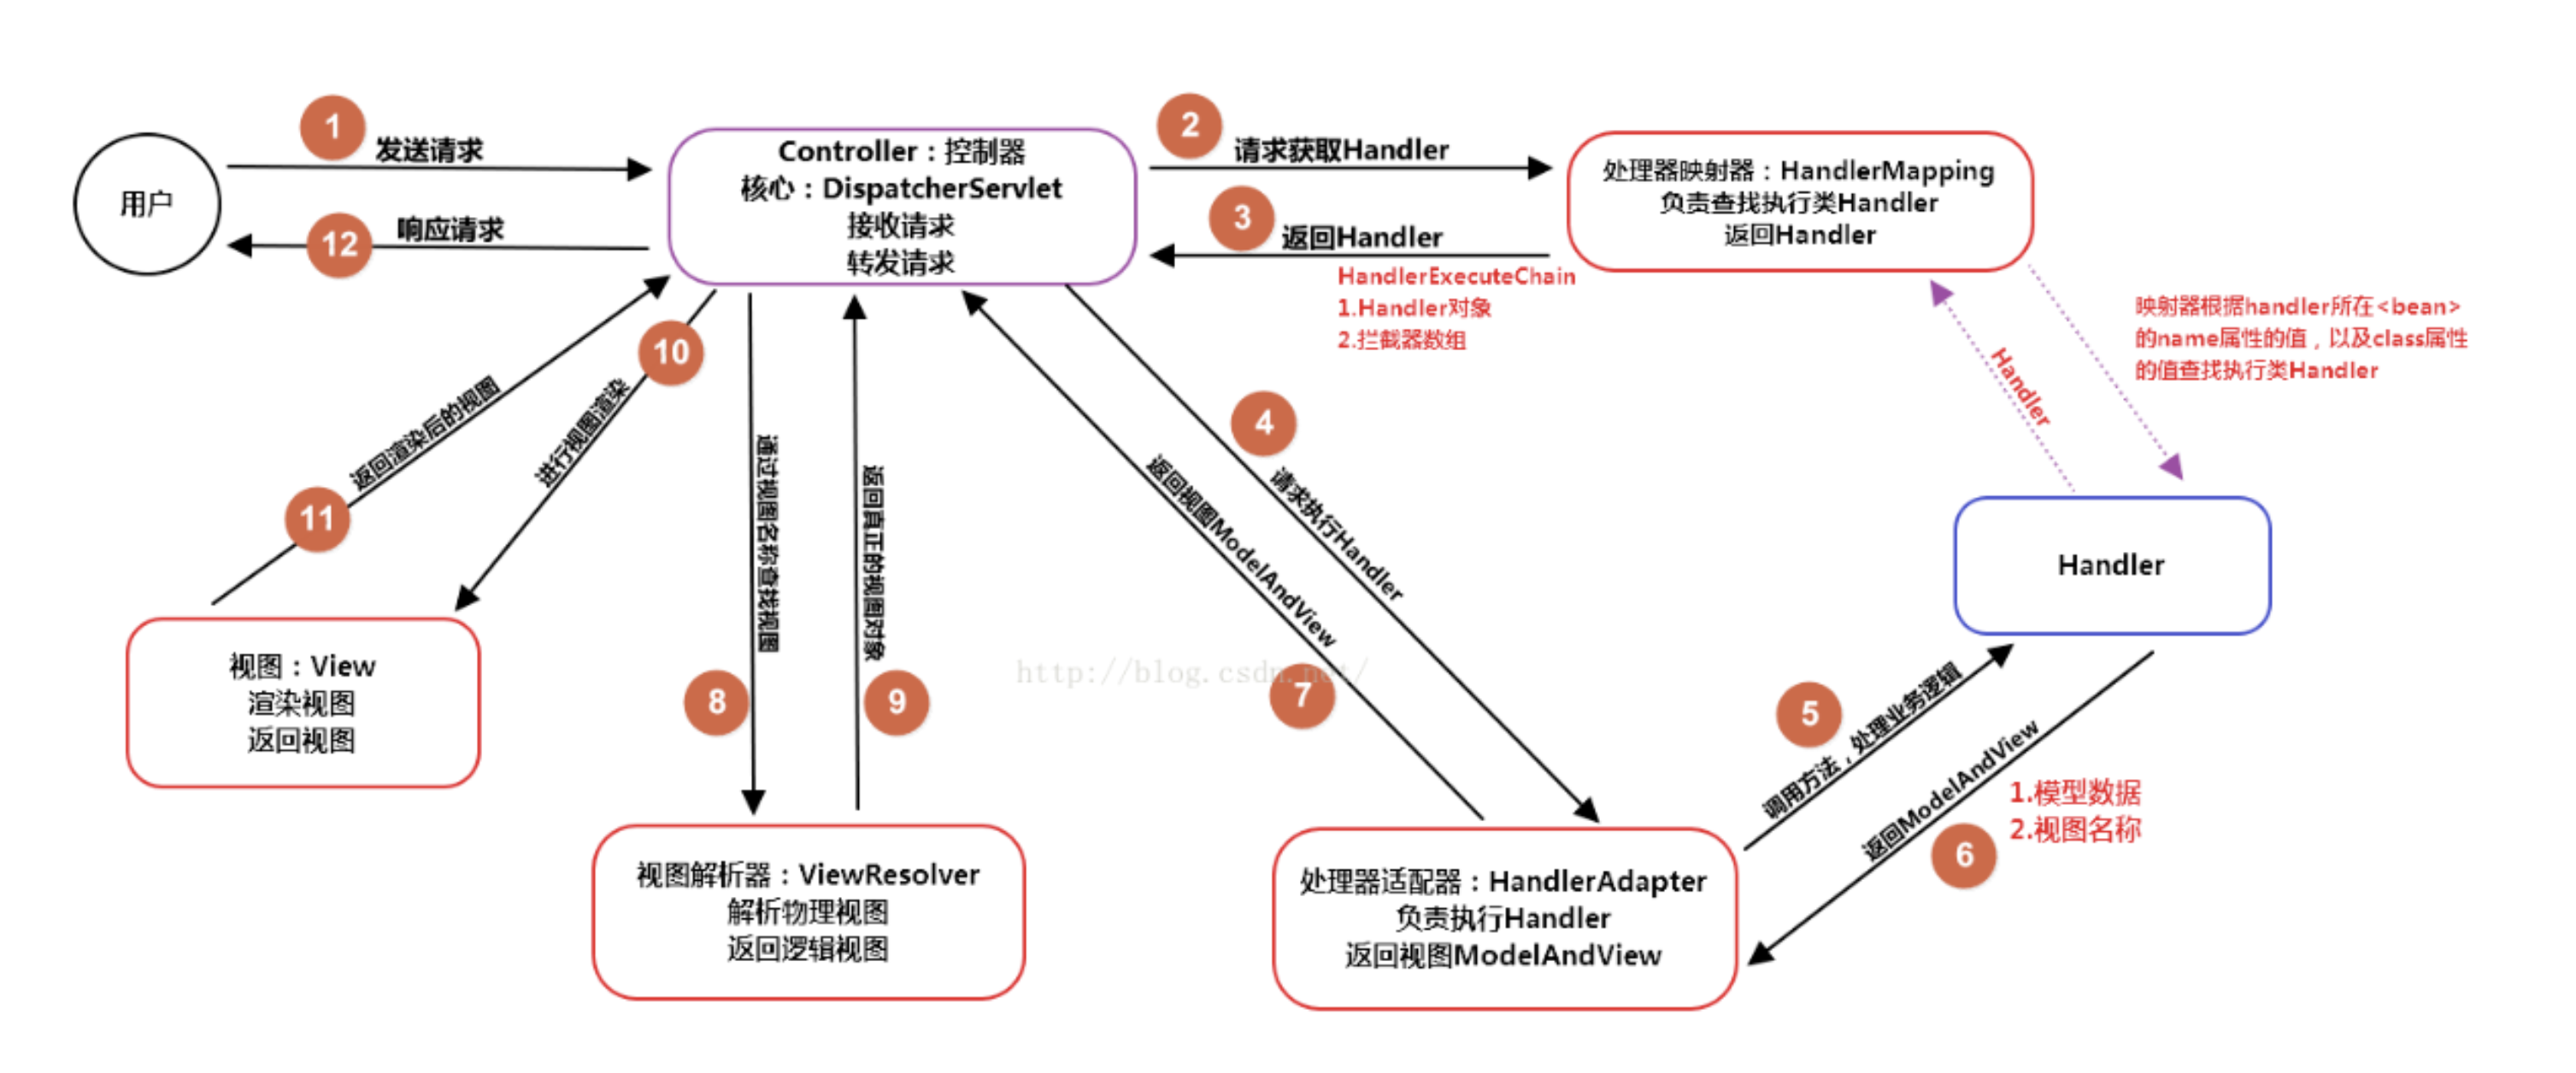 1
发送请求
用户
12
响应请求
Controller：控制器
核心：DispatcherServlet
接收请求
转发请求
2
请求获取Handler
3
返回Handler
HandlerExecuteChain
1.Handler对象
2.拦截器数组
处理器映射器：HandlerMapping
负责查找执行类Handler
返回Handler
映射器根据handler所在<bean>
的name属性的值，以及class属性
的值查找执行类Handler
Handler
Handler
4
请求执行Handler
5
调用方法，处理业务逻辑
6
返回ModelAndView
1.模型数据
2.视图名称
处理器适配器：HandlerAdapter
负责执行Handler
返回视图ModelAndView
7
返回视图ModelAndView
8
通过视图名称查找视图
9
返回真正的视图对象
视图解析器：ViewResolver
解析物理视图
返回逻辑视图
10
进行视图渲染
11
返回渲染后的视图
视图：View
渲染视图
返回视图
http://blog.csdn.net/